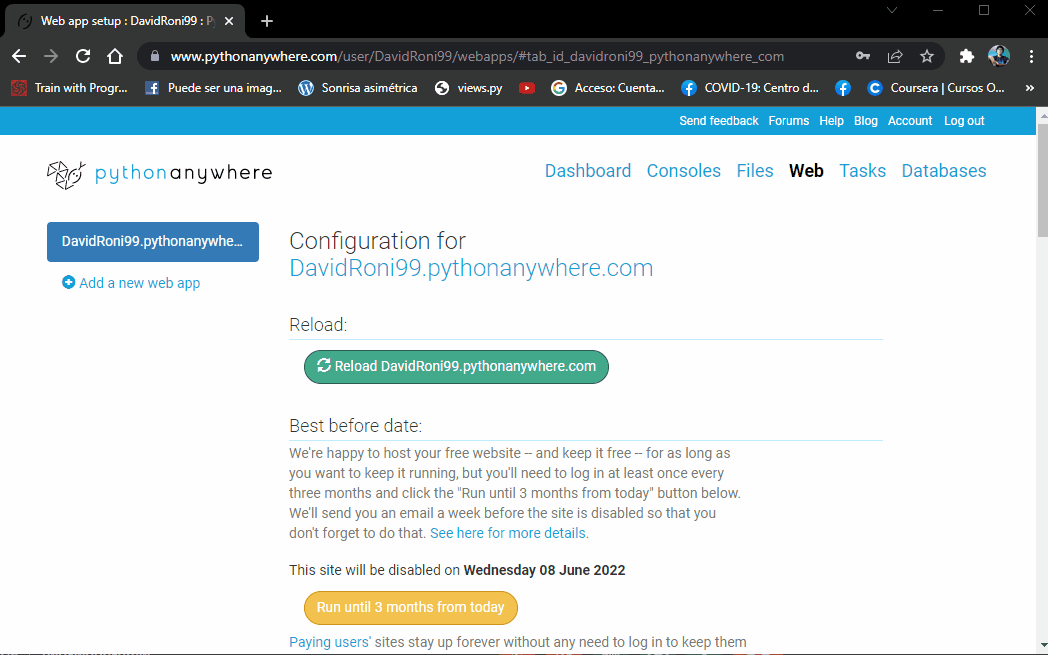 Web app setup : DavidRoni99 : P
www.pythonanywhere.com/user/DavidRoni99/webapps/#tab_id_davidroni99_pythonanywhere_com
Train with Progr... Puede ser una imag... Sonrisa asimétrica views.py Acceso: Cuenta... COVID-19: Centro d... Coursera | Cursos O... »
Send feedback Forums Help Blog Account Log out
pythonanywhere
Dashboard Consoles Files Web Tasks Databases
DavidRoni99.pythonanywhe...
Add a new web app
Configuration for
DavidRoni99.pythonanywhere.com
Reload:
Reload DavidRoni99.pythonanywhere.com
Best before date:
We're happy to host your free website -- and keep it free -- for as long as
you want to keep it running, but you'll need to log in at least once every
three months and click the "Run until 3 months from today" button below.
We'll send you an email a week before the site is disabled so that you
don't forget to do that. See here for more details.
This site will be disabled on Wednesday 08 June 2022
Run until 3 months from today
Paying users' sites stay up forever without any need to log in to keep them